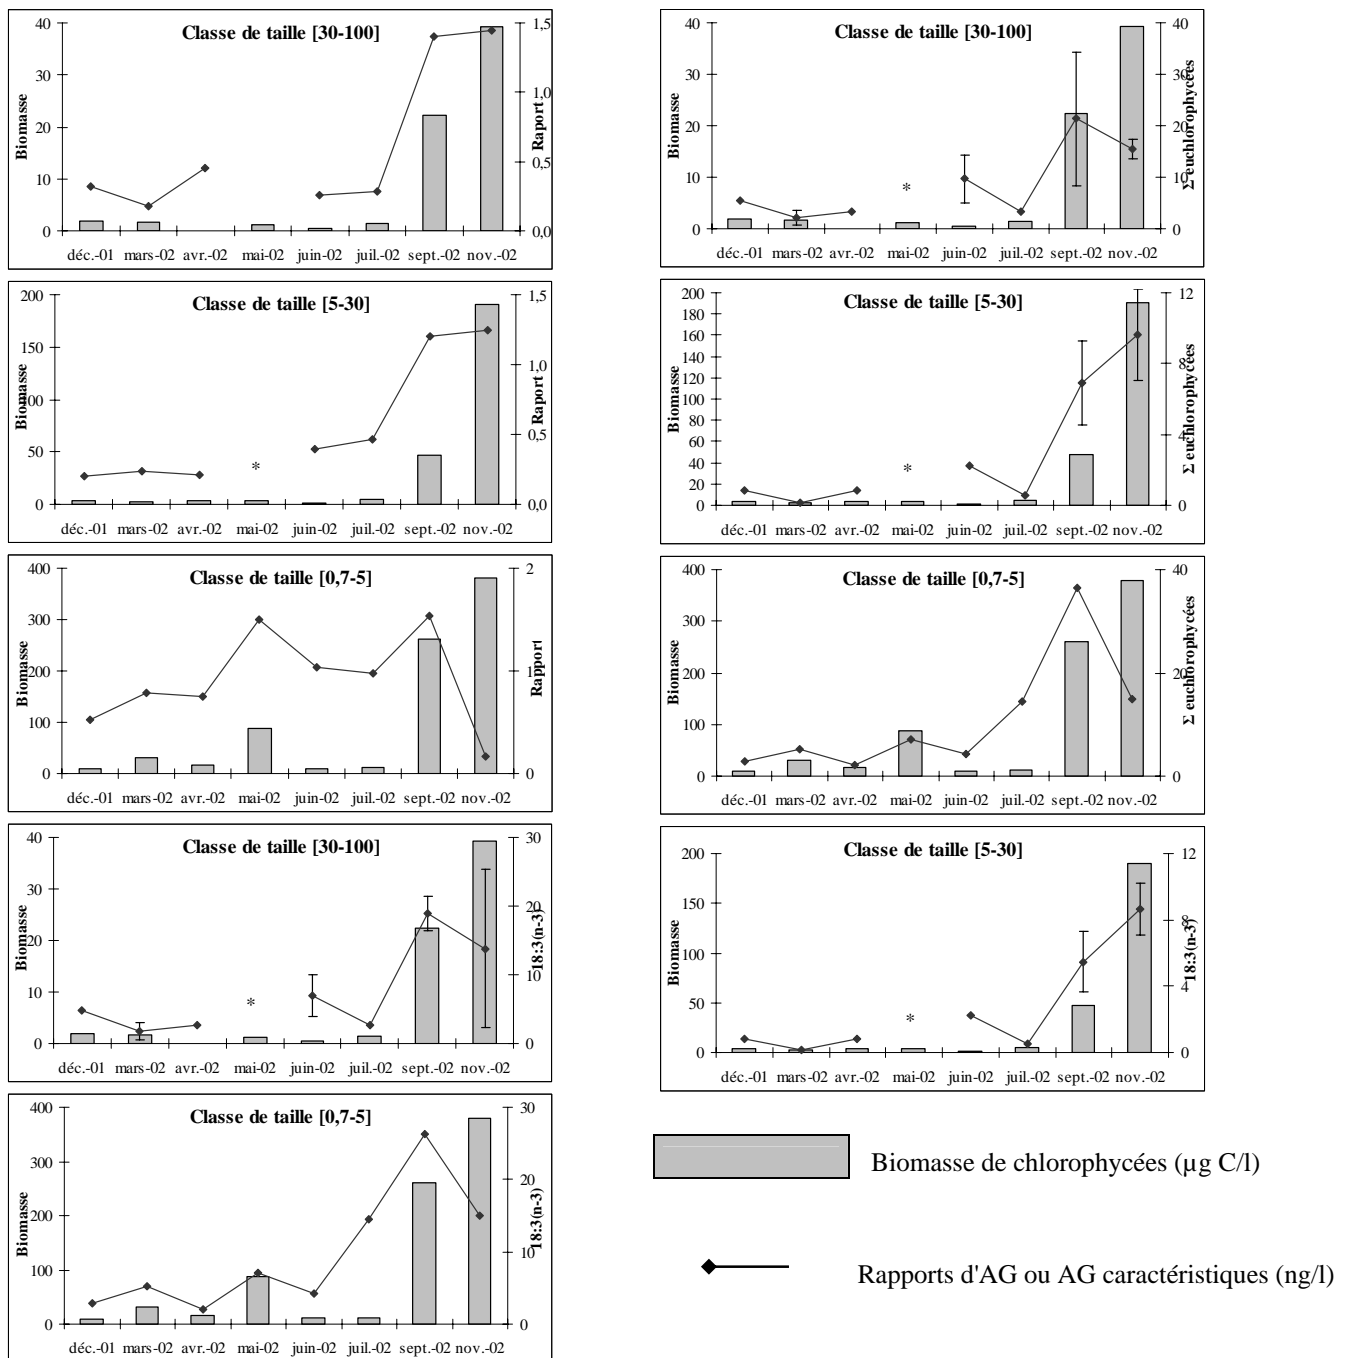 Classe de taille [30-100]
Biomasse
40
30
20
10
0
1,5
1,0
0,5
0,0
Raport
déc.-01 mars-02 avr.-02 mai-02 juin-02 juil.-02 sept.-02 nov.-02
Classe de taille [30-100]
Biomasse
40
30
20
10
0
40
30
20
10
0
Σ euchlorophycées
*
déc.-01 mars-02 avr.-02 mai-02 juin-02 juil.-02 sept.-02 nov.-02
Classe de taille [5-30]
Biomasse
200
150
100
50
0
1,5
1,0
0,5
0,0
Raport
*
déc.-01 mars-02 avr.-02 mai-02 juin-02 juil.-02 sept.-02 nov.-02
Classe de taille [5-30]
Biomasse
200
180
160
140
120
100
80
60
40
20
0
12
8
4
0
Σ euchlorophycées
*
déc.-01 mars-02 avr.-02 mai-02 juin-02 juil.-02 sept.-02 nov.-02
Classe de taille [0,7-5]
Biomasse
400
300
200
100
0
2
1
0
Rapport
déc.-01 mars-02 avr.-02 mai-02 juin-02 juil.-02 sept.-02 nov.-02
Classe de taille [0,7-5]
Biomasse
400
300
200
100
0
40
20
0
Σ euchlorophycées
déc.-01 mars-02 avr.-02 mai-02 juin-02 juil.-02 sept.-02 nov.-02
Classe de taille [30-100]
Biomasse
40
30
20
10
0
30
20
10
0
18:3(n-3)
*
déc.-01 mars-02 avr.-02 mai-02 juin-02 juil.-02 sept.-02 nov.-02
Classe de taille [5-30]
Biomasse
200
150
100
50
0
12
8
4
0
18:3(n-3)
*
déc.-01 mars-02 avr.-02 mai-02 juin-02 juil.-02 sept.-02 nov.-02
Classe de taille [0,7-5]
Biomasse
400
300
200
100
0
30
20
10
0
18:3(n-3)
déc.-01 mars-02 avr.-02 mai-02 juin-02 juil.-02 sept.-02 nov.-02
Biomasse de chlorophycées (µg C/l)
Rapports d'AG ou AG caractéristiques (ng/l)